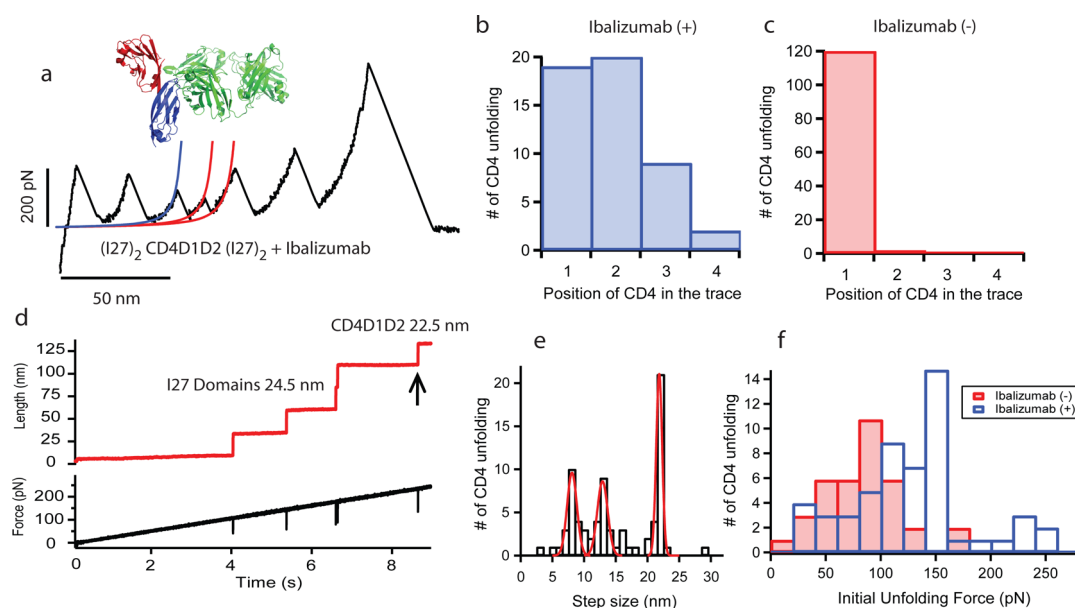 a
200 pN
(I27)2 CD4D1D2 (I27)2 + Ibalizumab
50 nm
b
Ibalizumab (+)
# of CD4 unfolding
20
15
10
5
0
1 2 3 4
Position of CD4 in the trace
c
Ibalizumab (-)
# of CD4 unfolding
120
100
80
60
40
20
0
1 2 3 4
Position of CD4 in the trace
d
CD4D1D2 22.5 nm
I27 Domains 24.5 nm
Length (nm)
125
100
75
50
25
0
Force (pN)
200
100
0
0 2 4 6 8
Time (s)
e
# of CD4 unfolding
20
15
10
5
0
0 5 10 15 20 25 30
Step size (nm)
f
Ibalizumab (-)
Ibalizumab (+)
# of CD4 unfolding
14
12
10
8
6
4
2
0
0 50 100 150 200 250
Initial Unfolding Force (pN)